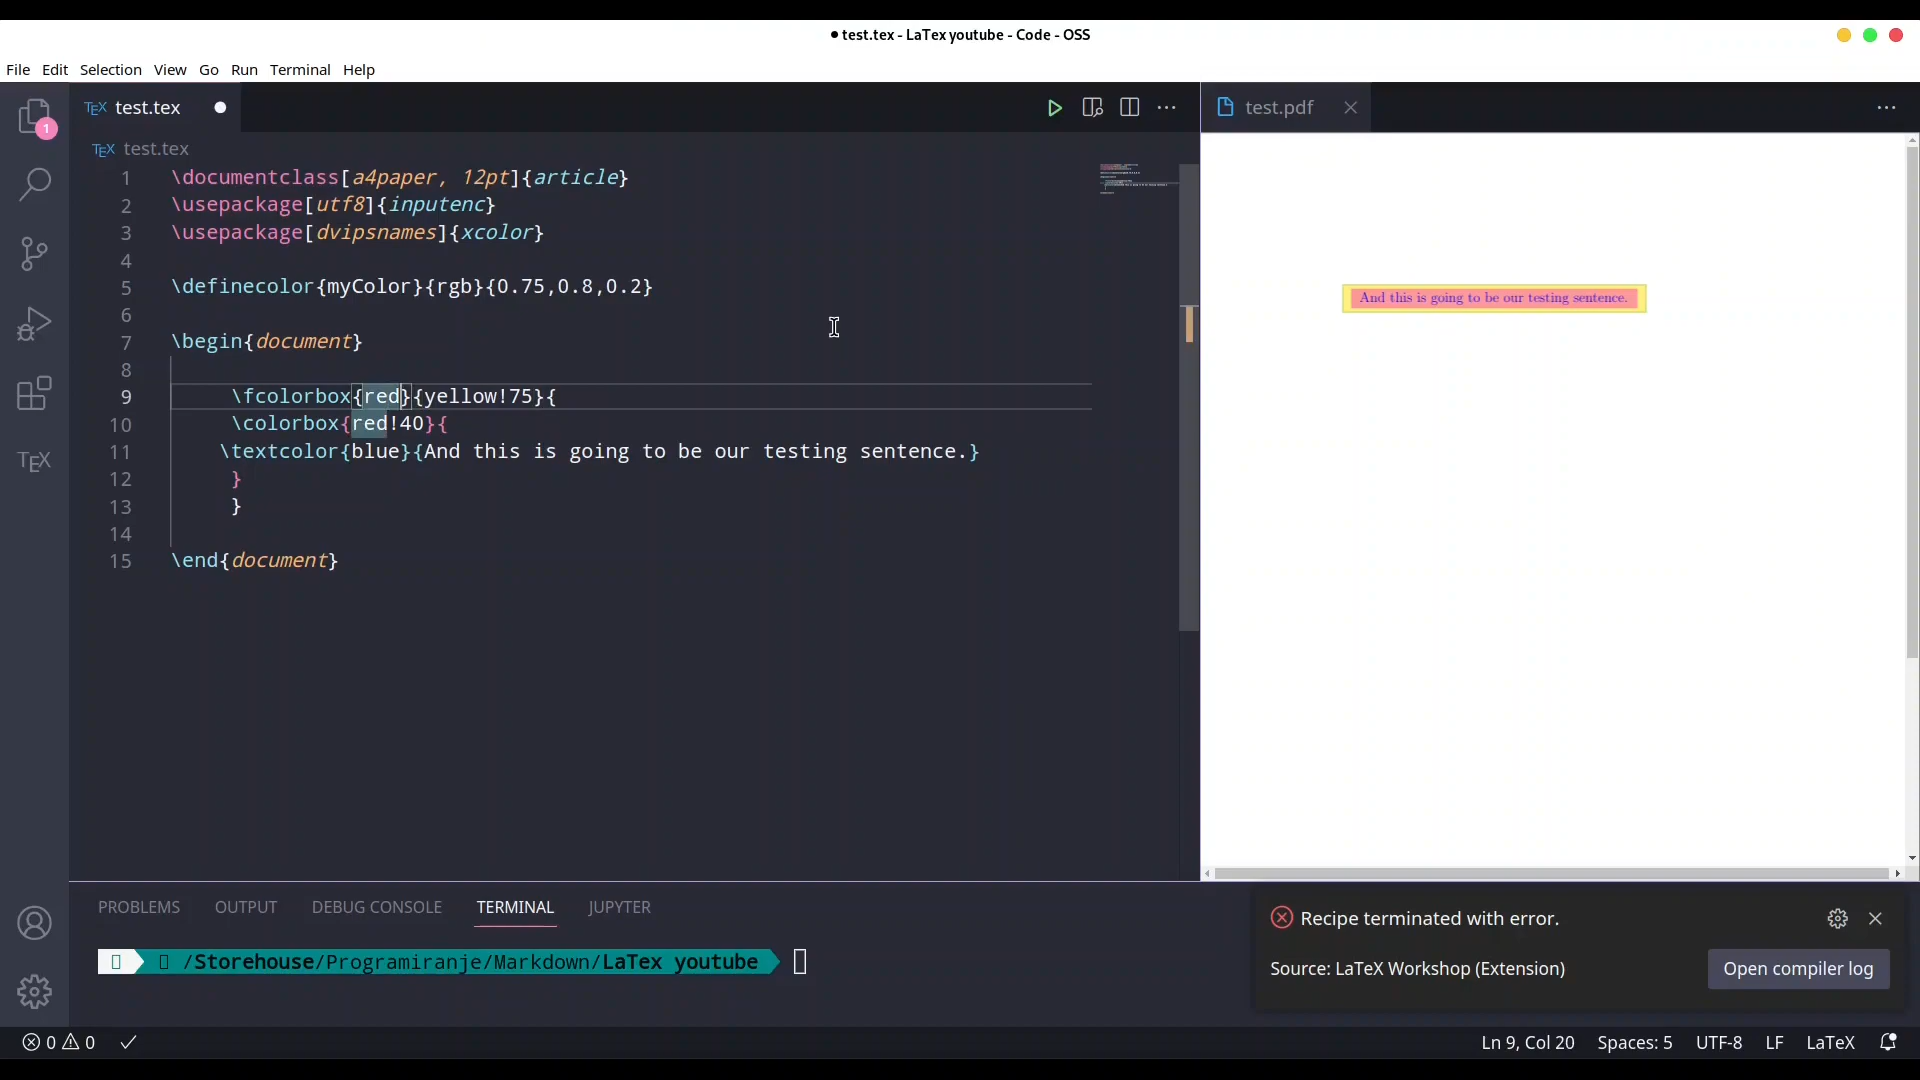 test.tex - LaTex youtube - Code - OSS
File Edit Selection View Go Run Terminal Help
TEX test.tex
test.pdf
1
TEX test.tex
1 \documentclass[a4paper, 12pt]{article}
2 \usepackage[utf8]{inputenc}
3 \usepackage[dvipsnames]{xcolor}
4
5 \definecolor{myColor}{rgb}{0.75,0.8,0.2}
6
7 \begin{document}
8
9 \fcolorbox{red}{yellow!75}{
10 \colorbox{red!40}{
11 \textcolor{blue}{And this is going to be our testing sentence.}
12 }
13 }
14
15 \end{document}
TEX
And this is going to be our testing sentence.
PROBLEMS OUTPUT DEBUG CONSOLE TERMINAL JUPYTER
/Storehouse/Programiranje/Markdown/LaTex youtube
Recipe terminated with error.
Source: LaTeX Workshop (Extension)
Open compiler log
0 0
Ln 9, Col 20 Spaces: 5 UTF-8 LF LaTeX